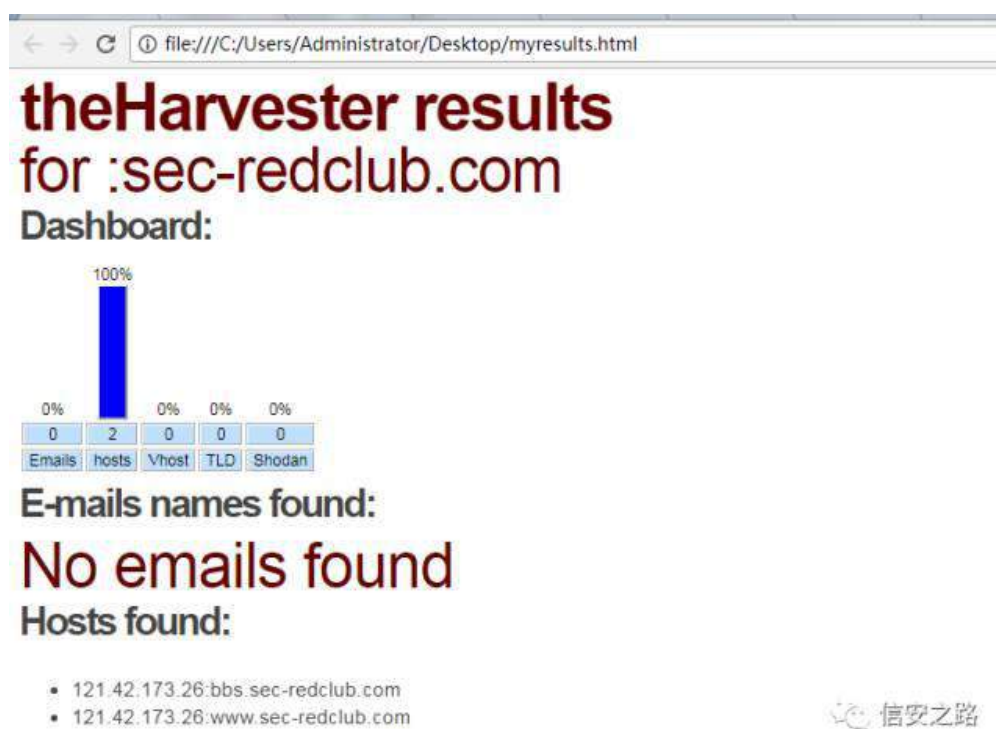 file:///C:/Users/Administrator/Desktop/myresults.html
theHarvester results
for :sec-redclub.com
Dashboard:
100%
0% 0% 0% 0%
0 2 0 0 0
Emails hosts Vhost TLD Shodan
E-mails names found:
No emails found
Hosts found:
121.42.173.26:bbs.sec-redclub.com
121.42.173.26:www.sec-redclub.com
信安之路